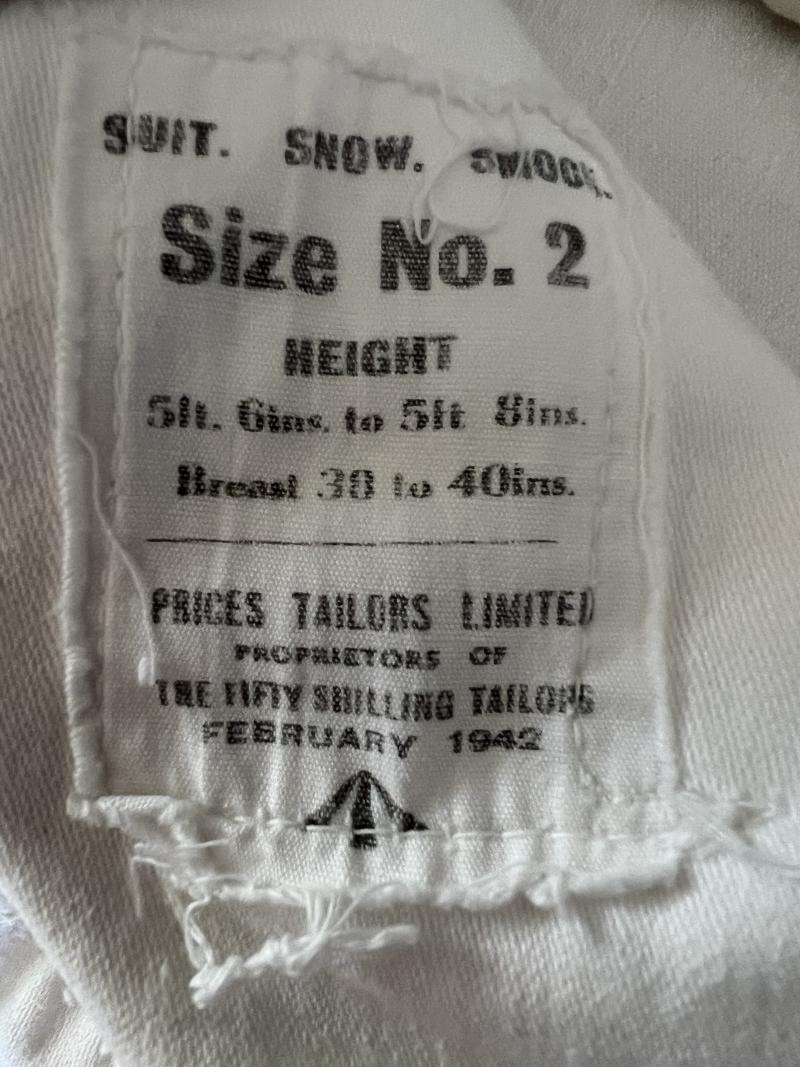 SUIT. SNOW. SMOCK.
Size No. 2
HEIGHT
5ft. 6ins. to 5ft 8ins.
Breast 38 to 40ins.
PRICES TAILORS LIMITED
PROPRIETORS OF
THE FIFTY SHILLING TAILORS
FEBRUARY 1942